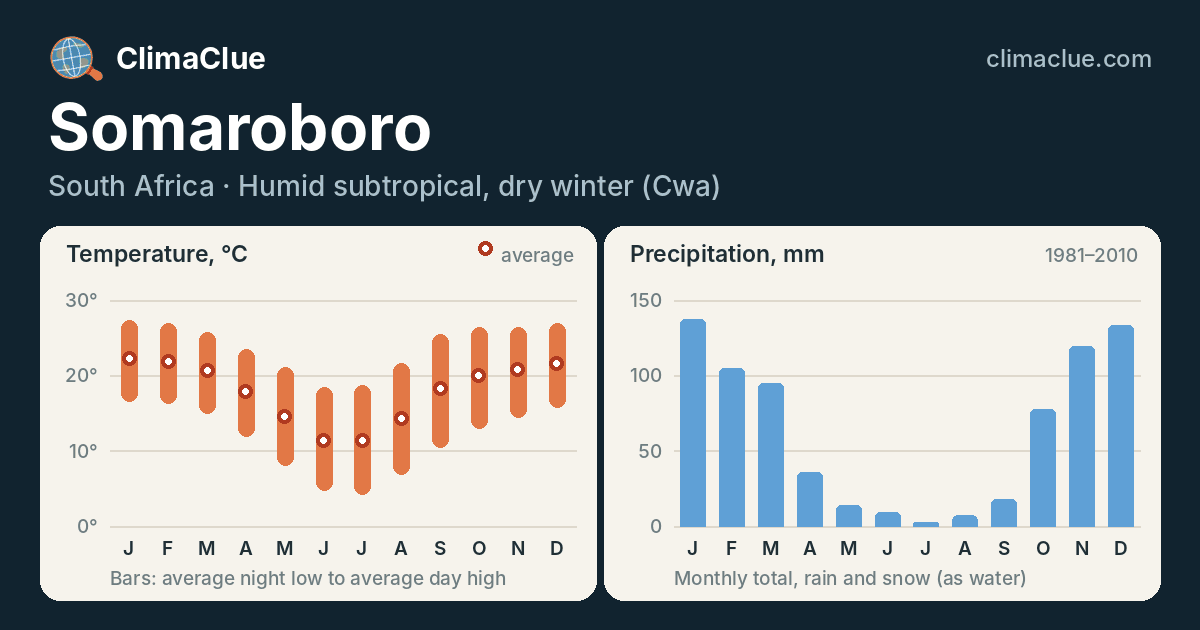 ClimaClue
climaclue.com
Somaroboro
South Africa · Humid subtropical, dry winter (Cwa)
Temperature, °C
average
30°
20°
10°
0°
J F M A M J J A S O N D
Bars: average night low to average day high
Precipitation, mm
1981–2010
150
100
50
0
J F M A M J J A S O N D
Monthly total, rain and snow (as water)